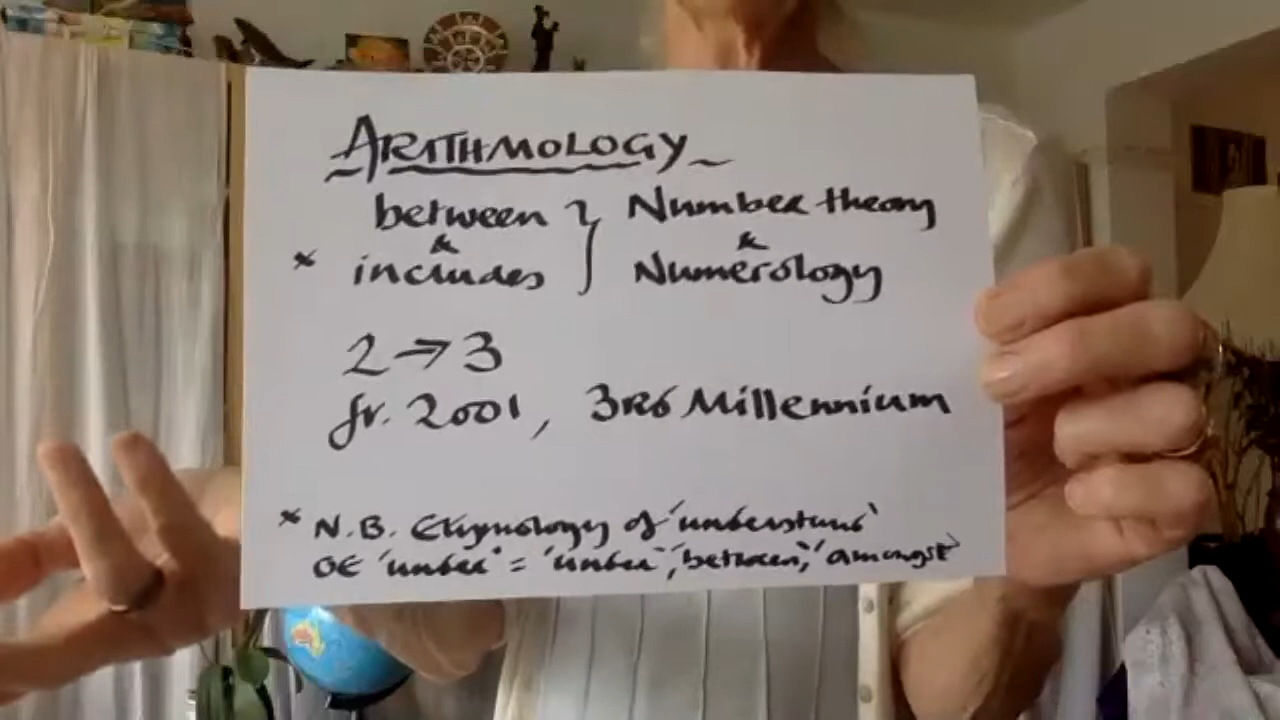 ARITHMOLOGY
between } Number theory
& &
* includes Numerology
2 → 3
fr. 2001, 3RD Millennium
* N.B. Etymology of 'understand'
OE 'under' = 'under', 'between', 'amongst'